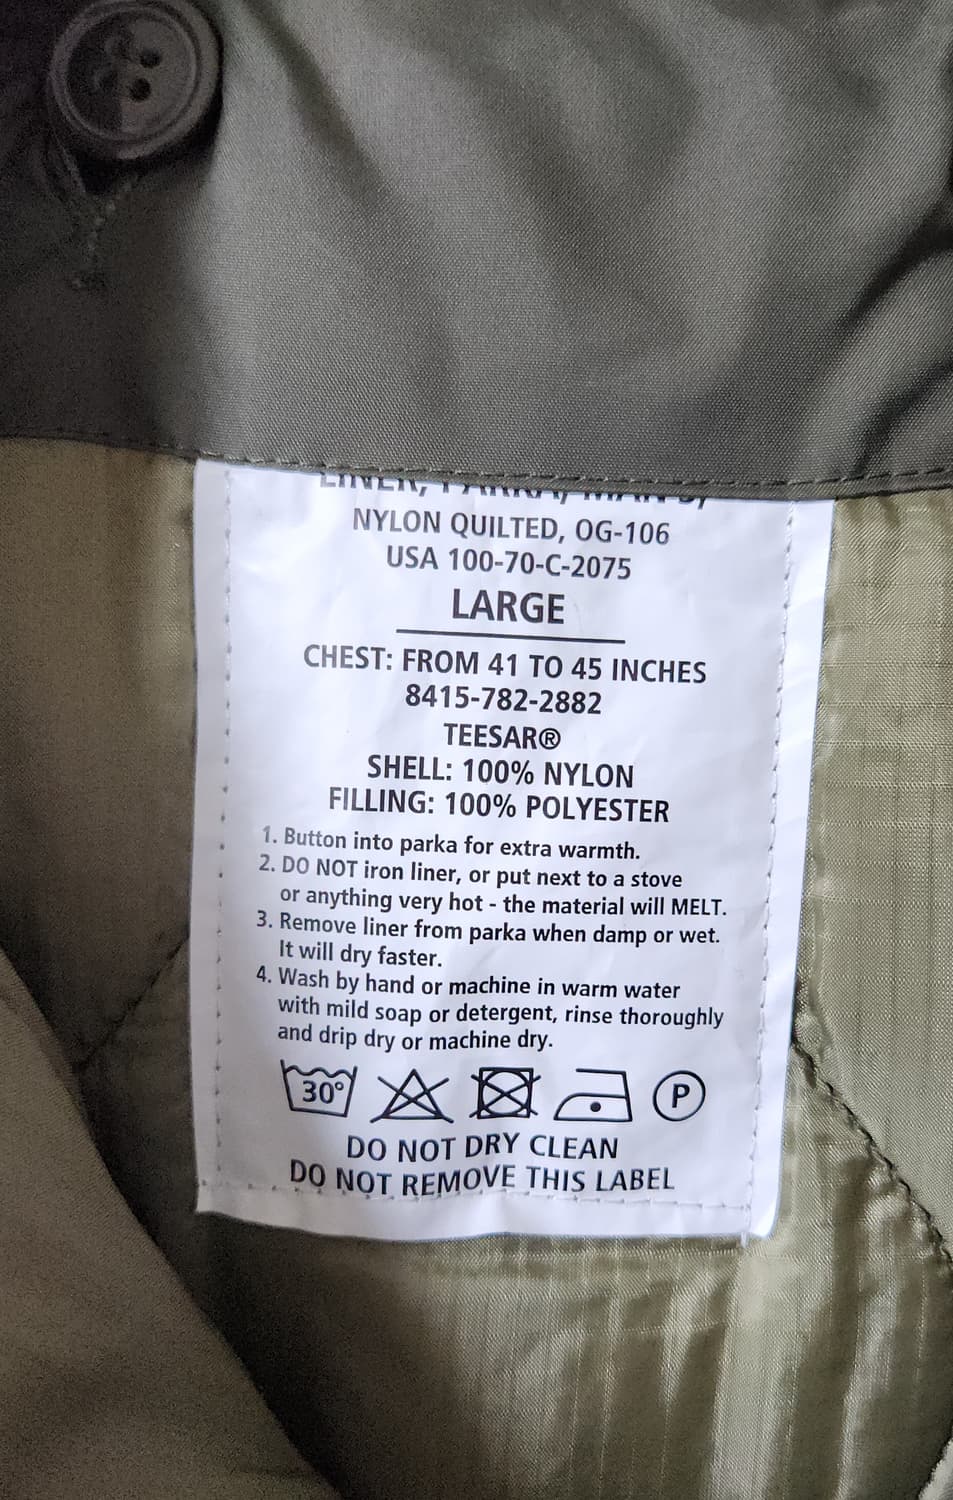 LINER, PARKA, MAN'S,
NYLON QUILTED, OG-106
USA 100-70-C-2075
LARGE
CHEST: FROM 41 TO 45 INCHES
8415-782-2882
TEESAR®
SHELL: 100% NYLON
FILLING: 100% POLYESTER
1. Button into parka for extra warmth.
2. DO NOT iron liner, or put next to a stove
or anything very hot - the material will MELT.
3. Remove liner from parka when damp or wet.
It will dry faster.
4. Wash by hand or machine in warm water
with mild soap or detergent, rinse thoroughly
and drip dry or machine dry.
30° P
DO NOT DRY CLEAN
DO NOT REMOVE THIS LABEL